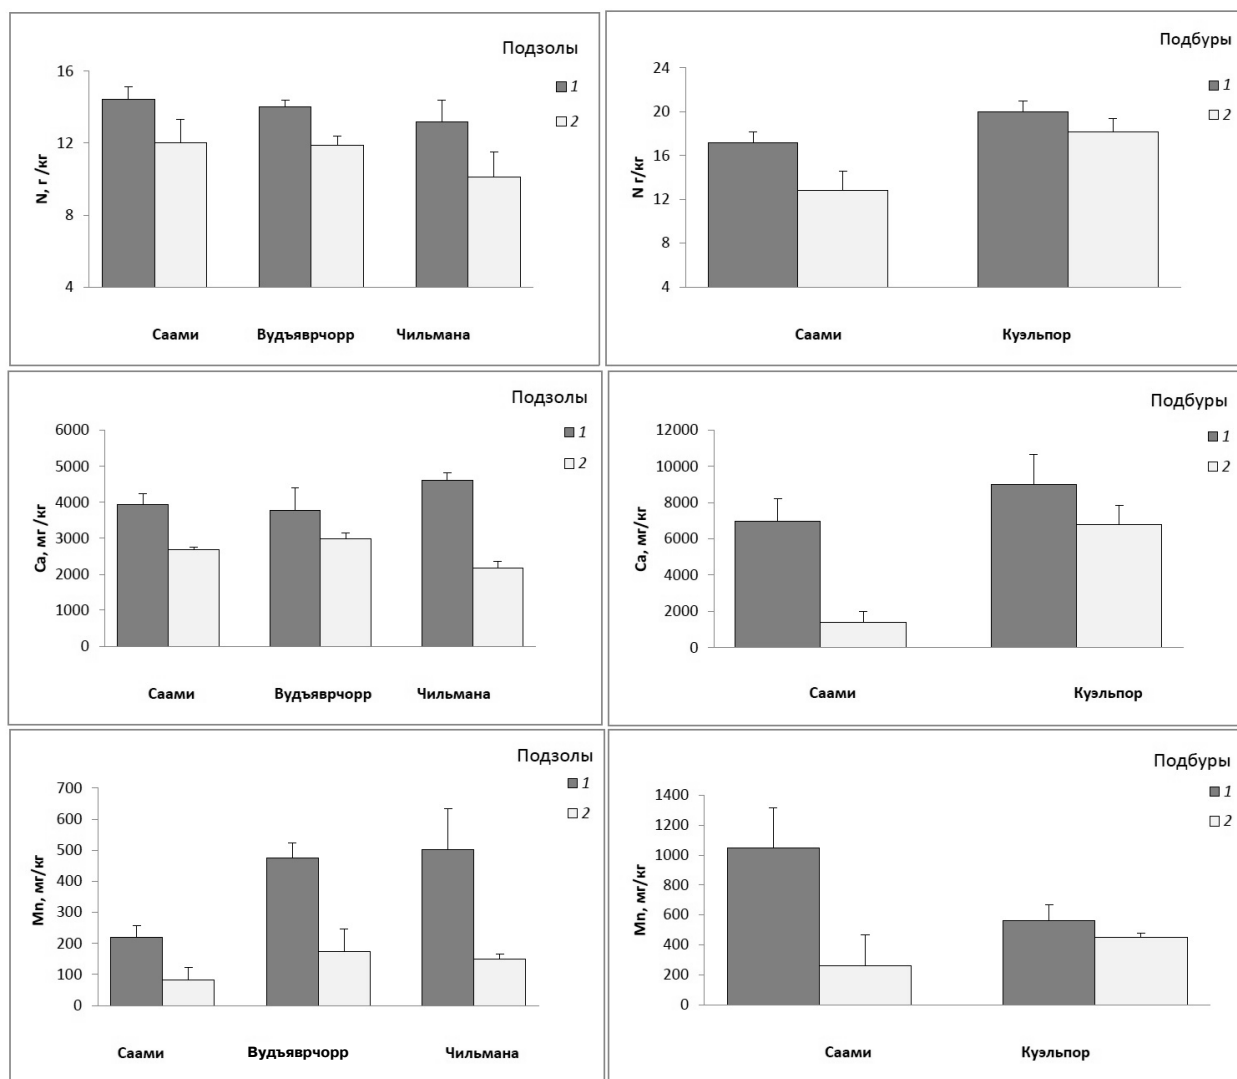 Подзолы
1
2
16
12
8
4
N, г /кг
Саами Вудъяврчорр Чильмана
Подбуры
1
2
24
20
16
12
8
4
N г/кг
Саами Куэльпор
Подзолы
1
2
6000
5000
4000
3000
2000
1000
0
Ca, мг /кг
Саами Вудъяврчорр Чильмана
Подбуры
1
2
12000
10000
8000
6000
4000
2000
0
Ca, мг/кг
Саами Куэльпор
Подзолы
1
2
700
600
500
400
300
200
100
0
Mn, мг/кг
Саами Вудъяврчорр Чильмана
Подбуры
1
2
1400
1200
1000
800
600
400
200
0
Mn, мг/кг
Саами Куэльпор